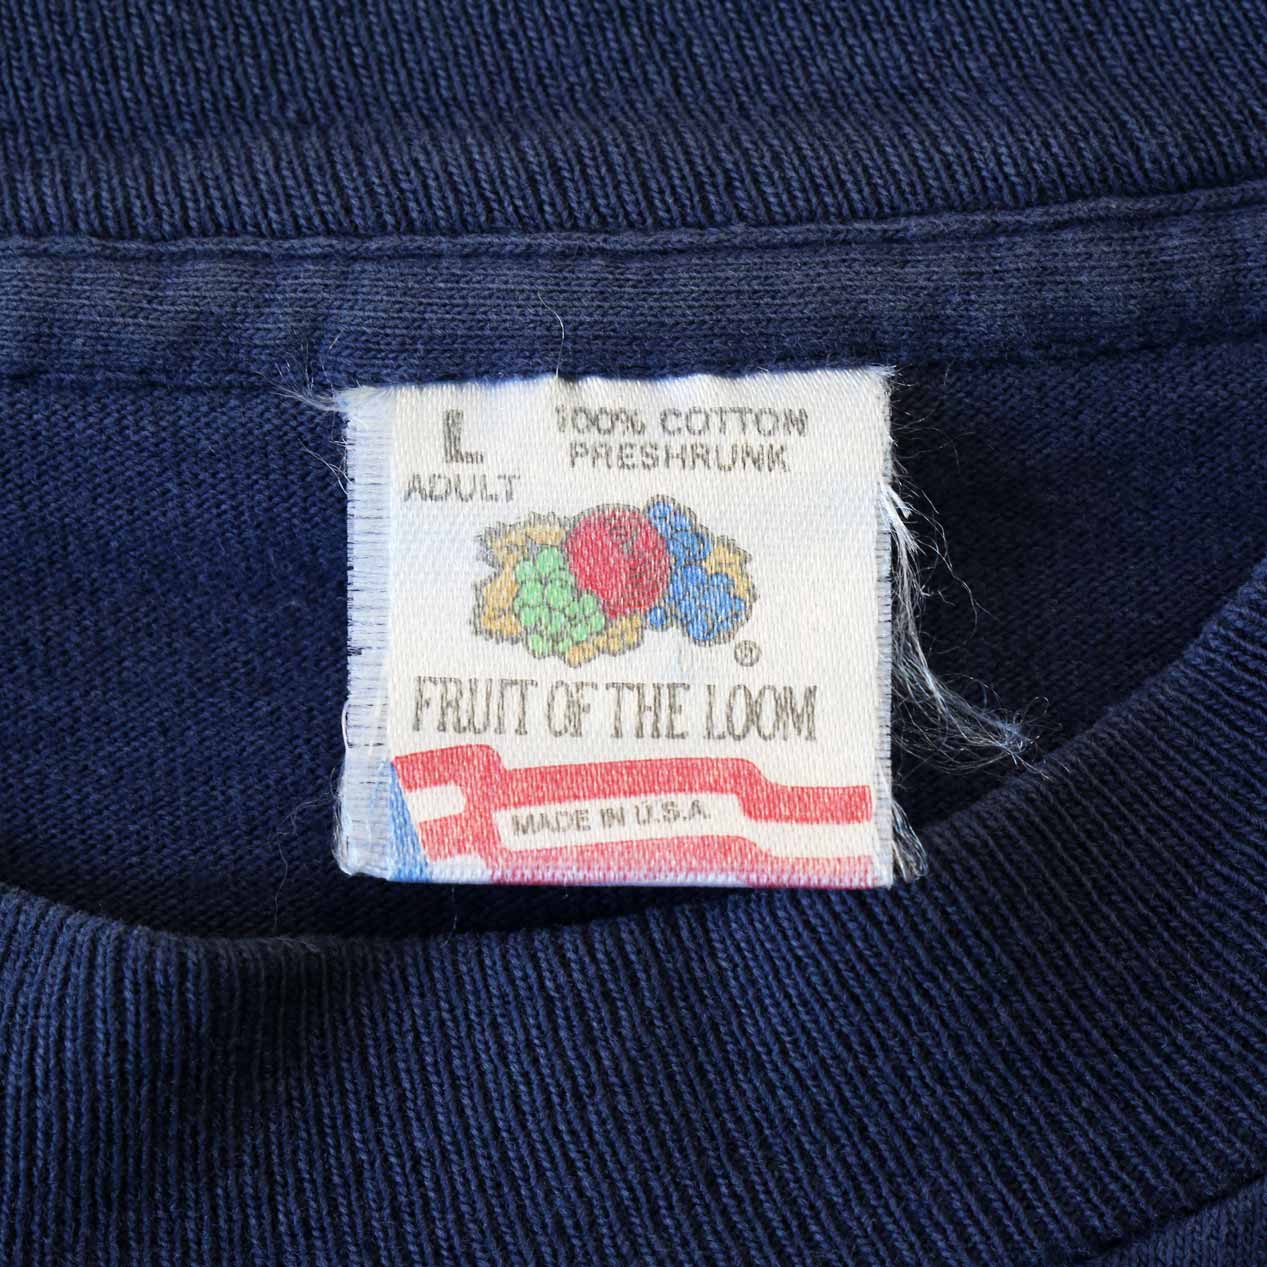 L
ADULT
100% COTTON
PRESHRUNK
®
FRUIT OF THE LOOM
MADE IN U.S.A.